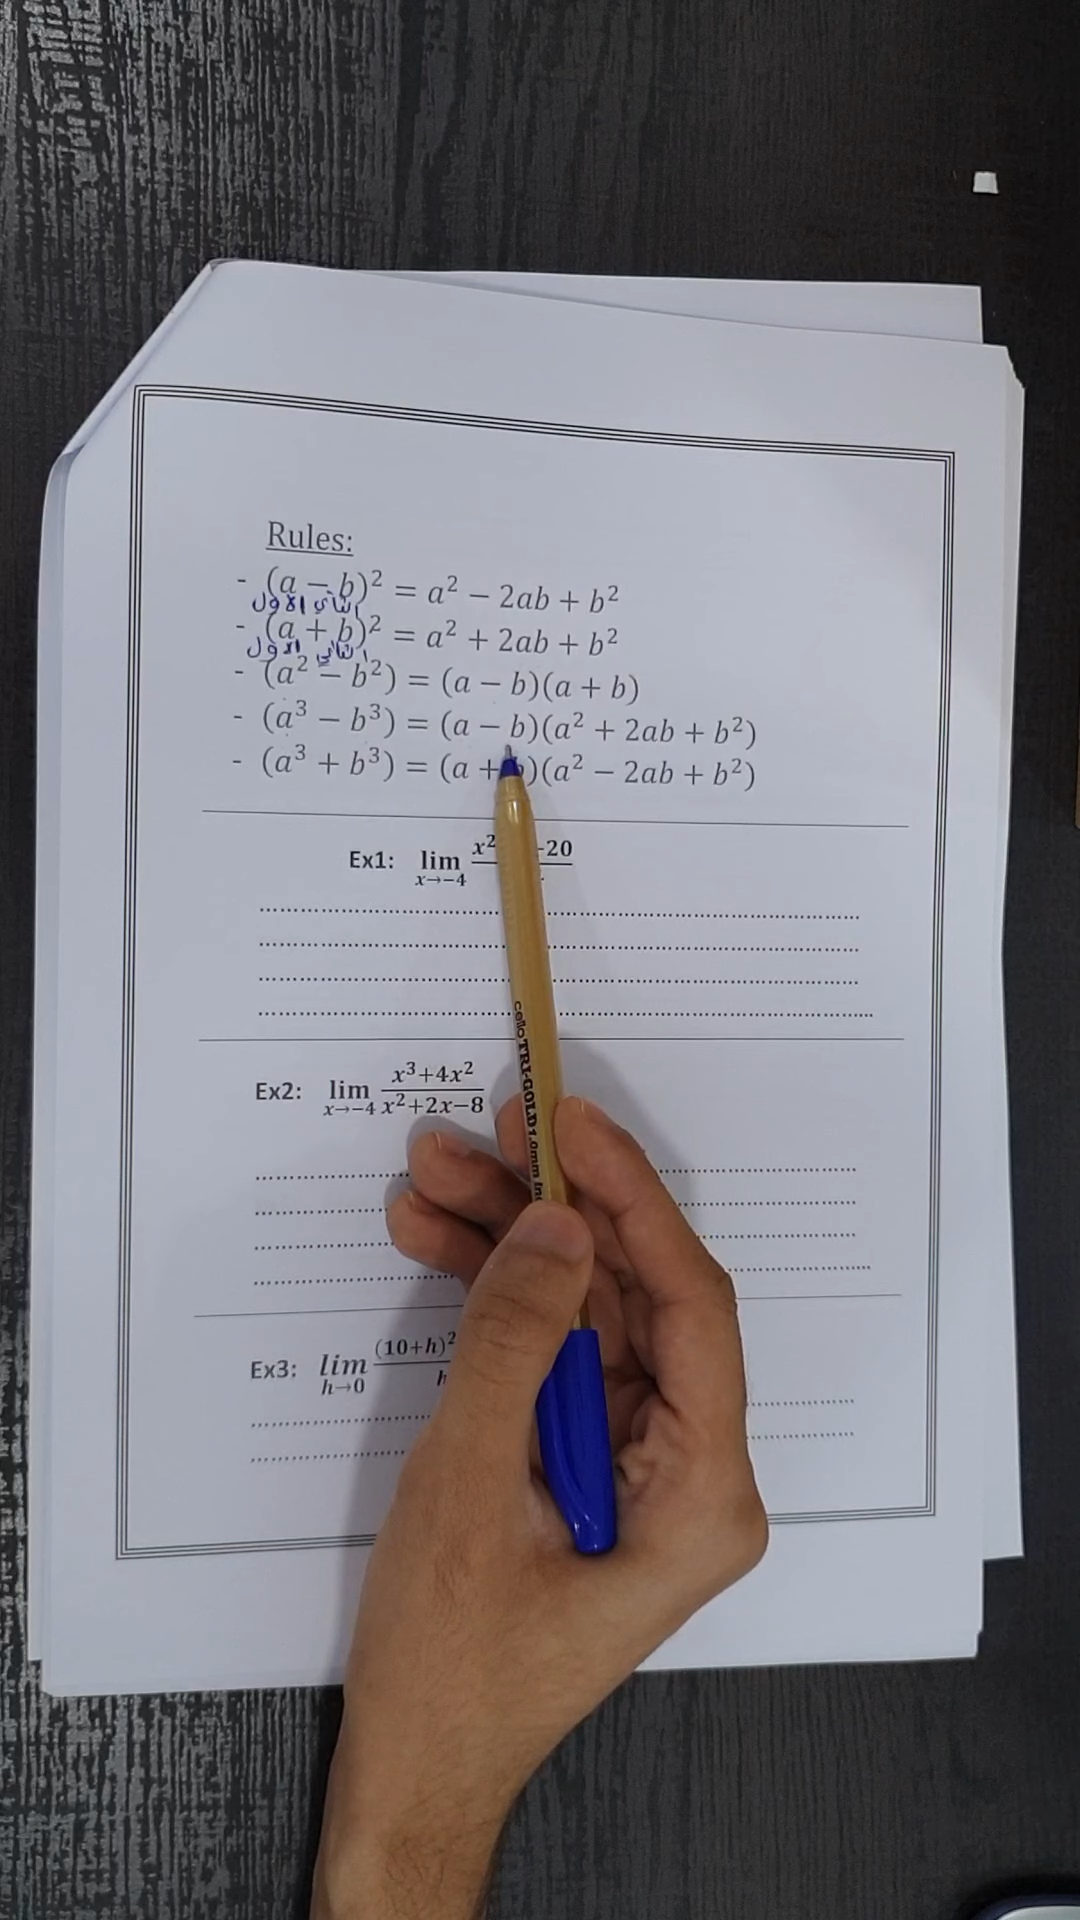 Rules:
- (a − b)² = a² − 2ab + b²
الأول الثاني
- (a + b)² = a² + 2ab + b²
الأول الثاني
- (a² − b²) = (a − b)(a + b)
- (a³ − b³) = (a − b)(a² + 2ab + b²)
- (a³ + b³) = (a + )(a² − 2ab + b²)
Ex1: lim x→−4 x² -20
Ex2: lim x→−4 x³+4x² / x²+2x−8
Ex3: lim h→0 (10+h)² / h
cello TRI-GOLD 1.0mm